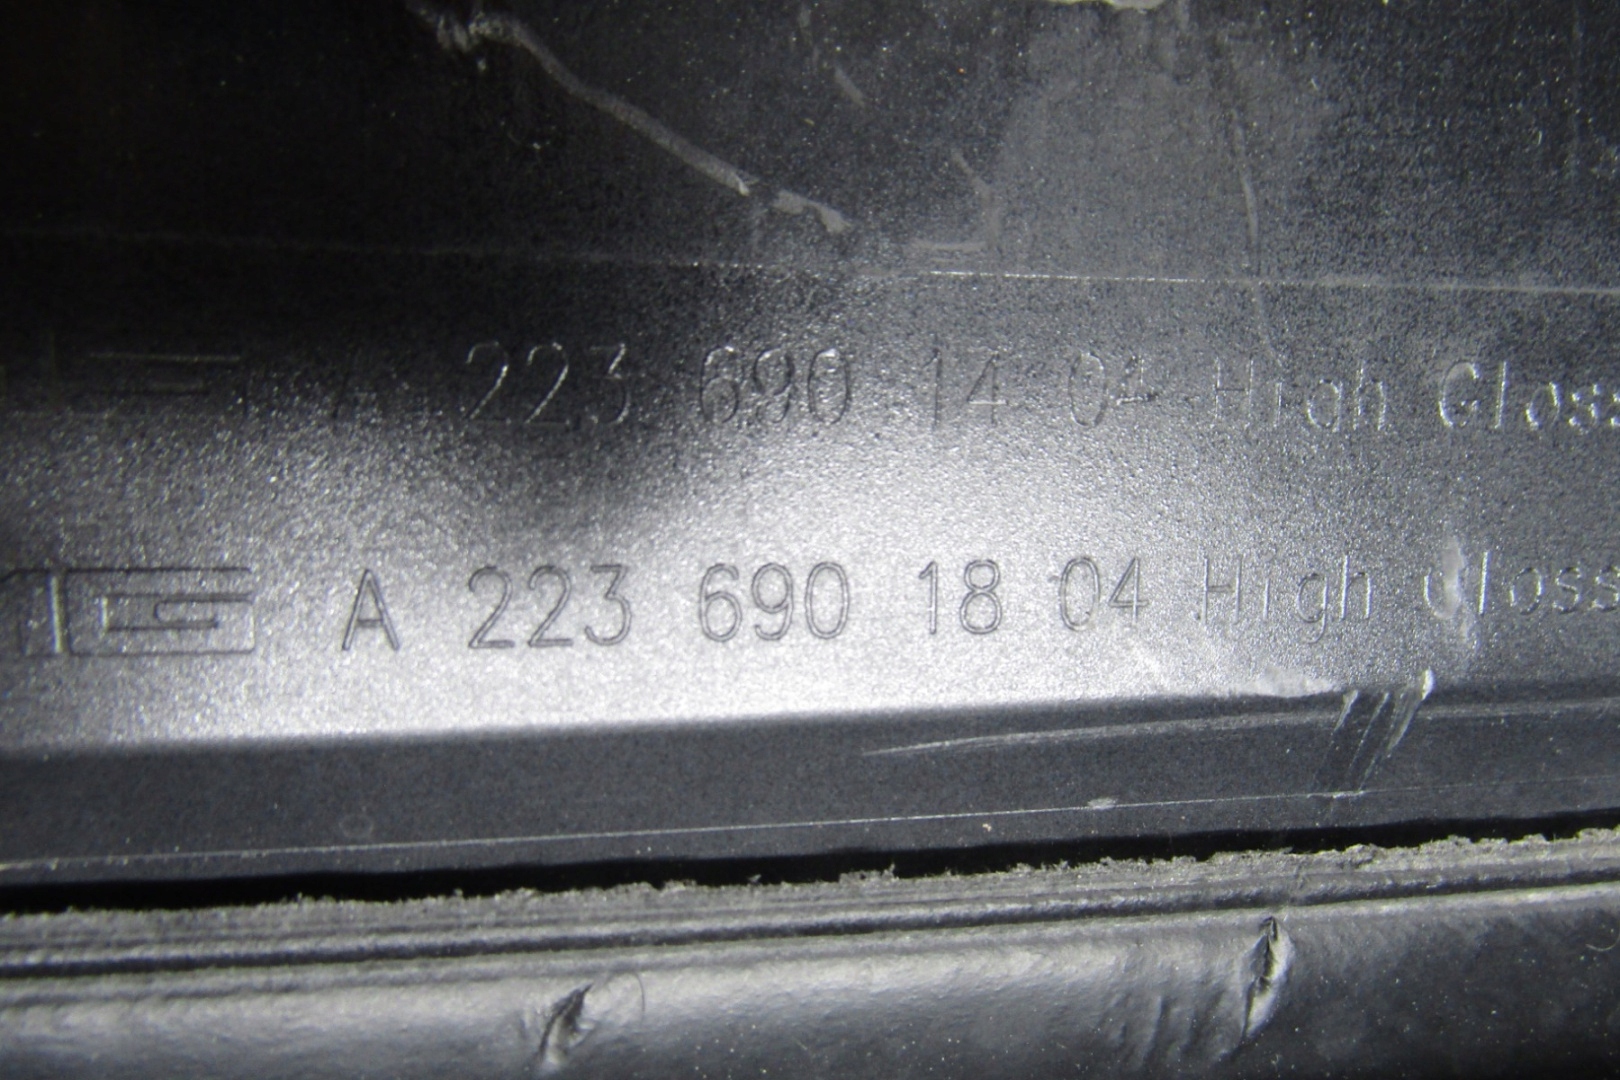 A 223 690 14 04 High Gloss
A 223 690 18 04 High Gloss